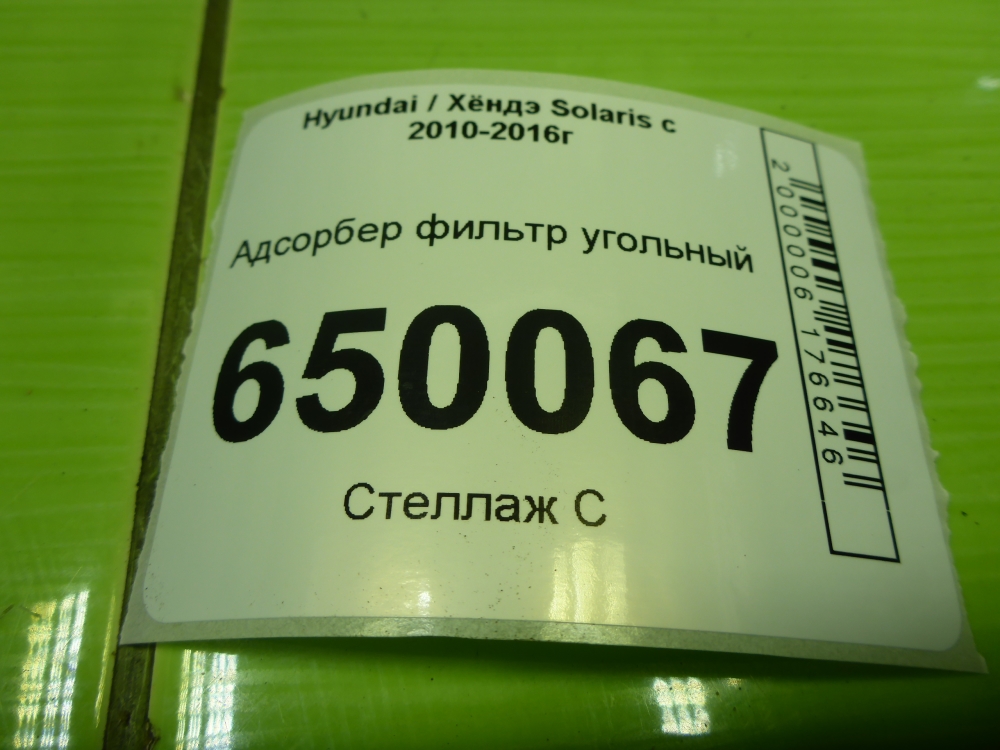 Hyundai / Хёндэ Solaris с
2010-2016г
Адсорбер фильтр угольный
650067
Стеллаж С
2000006176646